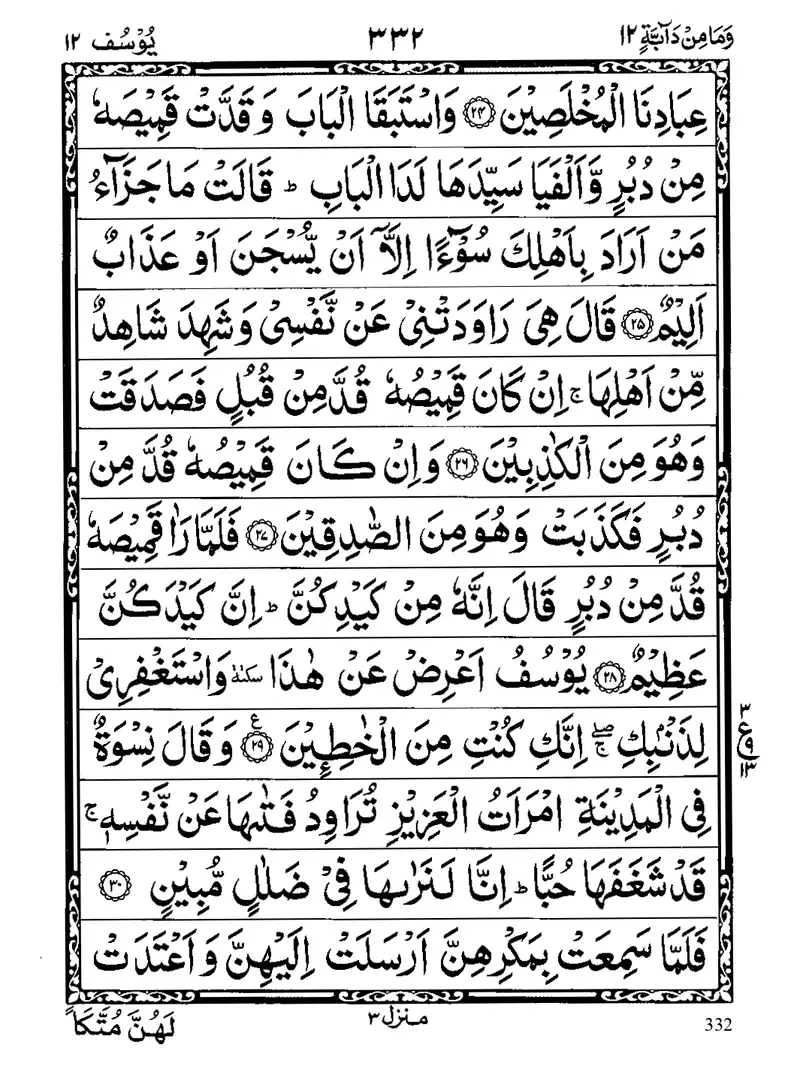 وَمَا مِنْ دَآبَّةٍ ١٢ ٣٣٢ يُوْسُف ١٢
عِبَادِنَا الْمُخْلَصِيْنَ ﴿٢٤﴾ وَاسْتَبَقَا الْبَابَ وَ قَدَّتْ قَمِيْصَهٗ
مِنْ دُبُرٍ وَّاَلْفَيَا سَيِّدَهَا لَدَا الْبَابِ ؕ قَالَتْ مَا جَزَآءُ
مَنْ اَرَادَ بِاَهْلِكَ سُوْٓءًا اِلَّاۤ اَنْ يُّسْجَنَ اَوْ عَذَابٌ
اَلِيْمٌ ﴿٢٥﴾ قَالَ هِيَ رَاوَدَتْنِيْ عَنْ نَّفْسِيْ وَشَهِدَ شَاهِدٌ
مِّنْ اَهْلِهَا ۚ اِنْ كَانَ قَمِيْصُهٗ قُدَّ مِنْ قُبُلٍ فَصَدَقَتْ
وَهُوَ مِنَ الْكٰذِبِيْنَ ﴿٢٦﴾ وَاِنْ كَانَ قَمِيْصُهٗ قُدَّ مِنْ
دُبُرٍ فَكَذَبَتْ وَهُوَ مِنَ الصّٰدِقِيْنَ ﴿٢٧﴾ فَلَمَّا رَاٰ قَمِيْصَهٗ
قُدَّ مِنْ دُبُرٍ قَالَ اِنَّهٗ مِنْ كَيْدِكُنَّ ؕ اِنَّ كَيْدَكُنَّ
عَظِيْمٌ ﴿٢٨﴾ يُوْسُفُ اَعْرِضْ عَنْ هٰذَا سكتة وَاسْتَغْفِرِيْ
لِذَنْۢبِكِ ۖۚ اِنَّكِ كُنْتِ مِنَ الْخٰطِـِٕيْنَ ﴿٢٩﴾ ع وَقَالَ نِسْوَةٌ
٣ ع ٩ ١٣
فِي الْمَدِيْنَةِ امْرَاَتُ الْعَزِيْزِ تُرَاوِدُ فَتٰىهَا عَنْ نَّفْسِهٖ ۚ
قَدْ شَغَفَهَا حُبًّا ؕ اِنَّا لَنَرٰىهَا فِيْ ضَلٰلٍ مُّبِيْنٍ ﴿٣٠﴾
فَلَمَّا سَمِعَتْ بِمَكْرِهِنَّ اَرْسَلَتْ اِلَيْهِنَّ وَاَعْتَدَتْ
332 منزل ٣ لَهُنَّ مُتَّكَاً